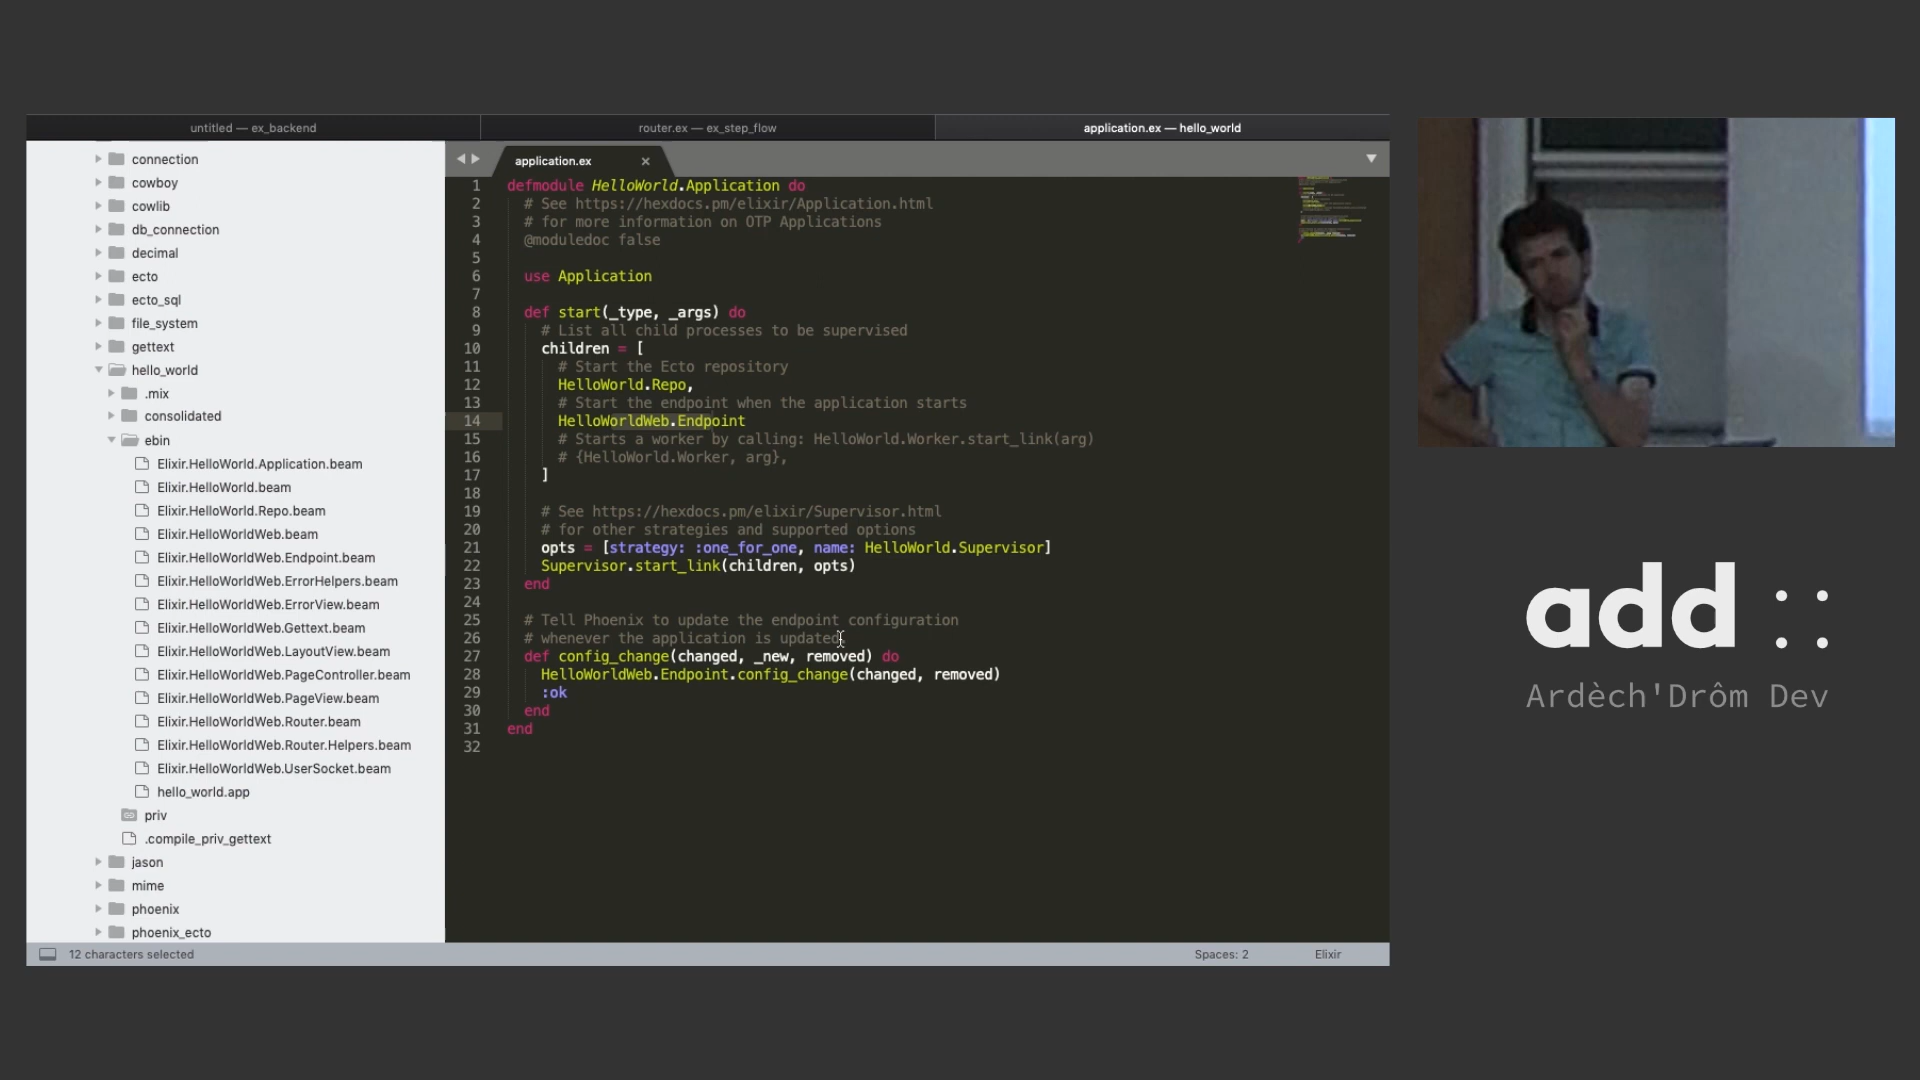 untitled — ex_backend
router.ex — ex_step_flow
application.ex — hello_world
connection
cowboy
cowlib
db_connection
decimal
ecto
ecto_sql
file_system
gettext
hello_world
.mix
consolidated
ebin
Elixir.HelloWorld.Application.beam
Elixir.HelloWorld.beam
Elixir.HelloWorld.Repo.beam
Elixir.HelloWorldWeb.beam
Elixir.HelloWorldWeb.Endpoint.beam
Elixir.HelloWorldWeb.ErrorHelpers.beam
Elixir.HelloWorldWeb.ErrorView.beam
Elixir.HelloWorldWeb.Gettext.beam
Elixir.HelloWorldWeb.LayoutView.beam
Elixir.HelloWorldWeb.PageController.beam
Elixir.HelloWorldWeb.PageView.beam
Elixir.HelloWorldWeb.Router.beam
Elixir.HelloWorldWeb.Router.Helpers.beam
Elixir.HelloWorldWeb.UserSocket.beam
hello_world.app
priv
.compile_priv_gettext
jason
mime
phoenix
phoenix_ecto
application.ex
1 defmodule HelloWorld.Application do
2 # See https://hexdocs.pm/elixir/Application.html
3 # for more information on OTP Applications
4 @moduledoc false
5
6 use Application
7
8 def start(_type, _args) do
9 # List all child processes to be supervised
10 children = [
11 # Start the Ecto repository
12 HelloWorld.Repo,
13 # Start the endpoint when the application starts
14 HelloWorldWeb.Endpoint
15 # Starts a worker by calling: HelloWorld.Worker.start_link(arg)
16 # {HelloWorld.Worker, arg},
17 ]
18
19 # See https://hexdocs.pm/elixir/Supervisor.html
20 # for other strategies and supported options
21 opts = [strategy: :one_for_one, name: HelloWorld.Supervisor]
22 Supervisor.start_link(children, opts)
23 end
24
25 # Tell Phoenix to update the endpoint configuration
26 # whenever the application is updated
27 def config_change(changed, _new, removed) do
28 HelloWorldWeb.Endpoint.config_change(changed, removed)
29 :ok
30 end
31 end
32
12 characters selected
Spaces: 2
Elixir
add ::
Ardèch'Drôm Dev